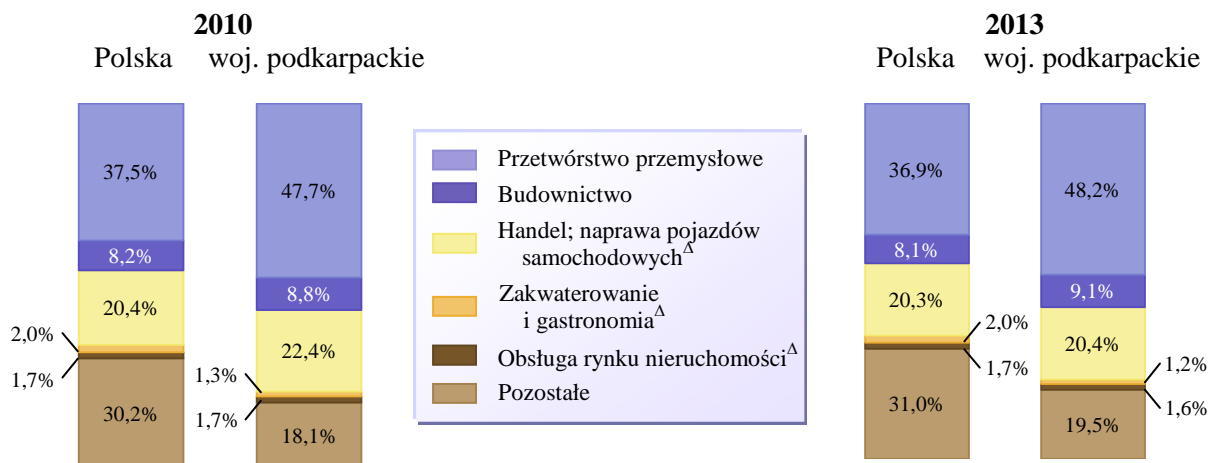 2010
Polska woj. podkarpackie
37,5%
8,2%
20,4%
2,0%
1,7%
30,2%
47,7%
8,8%
22,4%
1,3%
1,7%
18,1%
Przetwórstwo przemysłowe
Budownictwo
Handel; naprawa pojazdów
samochodowych Δ
Zakwaterowanie
i gastronomia Δ
Obsługa rynku nieruchomości Δ
Pozostałe
2013
Polska woj. podkarpackie
36,9%
8,1%
20,3%
2,0%
1,7%
31,0%
48,2%
9,1%
20,4%
1,2%
1,6%
19,5%